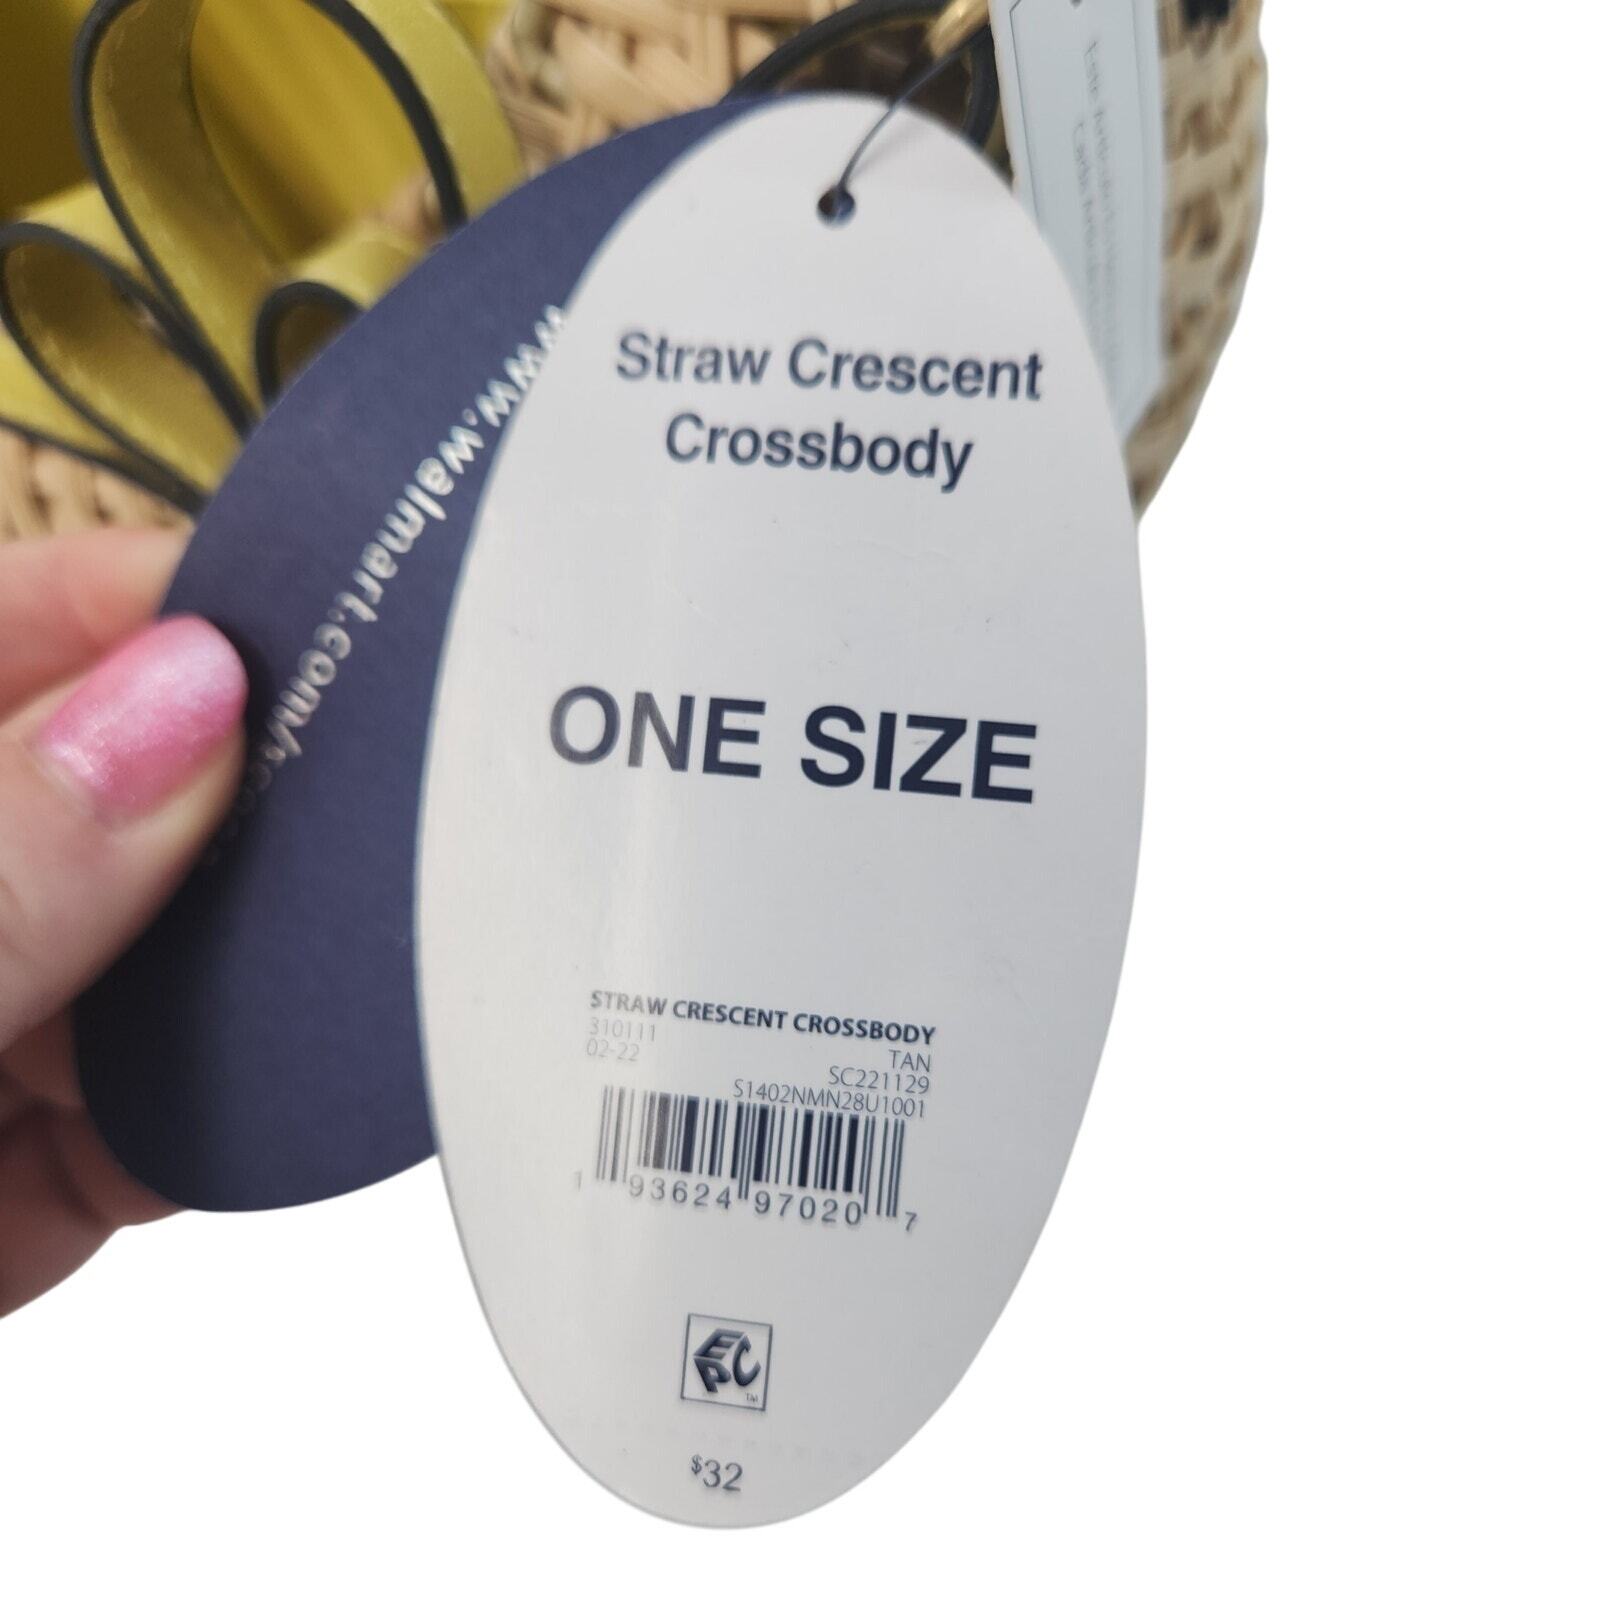 Straw Crescent
Crossbody
ONE SIZE
STRAW CRESCENT CROSSBODY
310111 TAN
02-22 SC221129
S1402NMN28U1001
1 93624 97020 7
EPC
TM
$32
www.walmart.com/